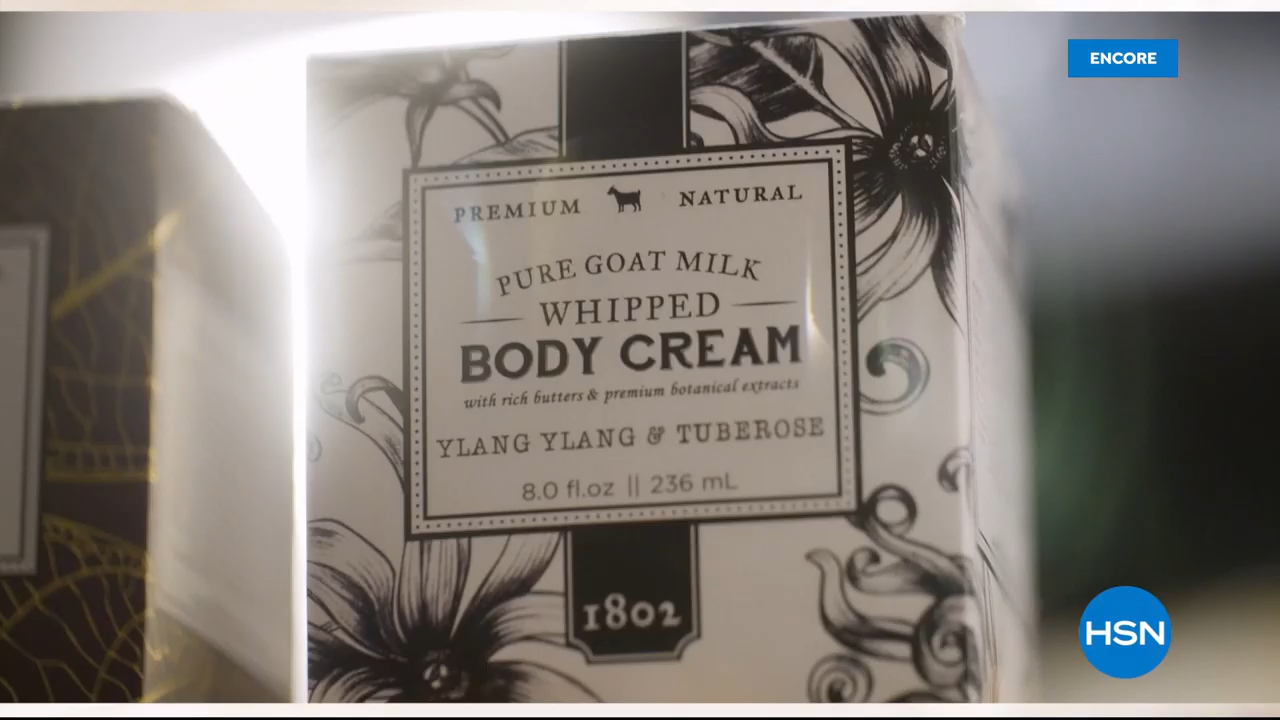 ENCORE
PREMIUM NATURAL
PURE GOAT MILK
WHIPPED
BODY CREAM
with rich butters & premium botanical extracts
YLANG YLANG & TUBEROSE
8.0 fl.oz || 236 mL
1802
HSN